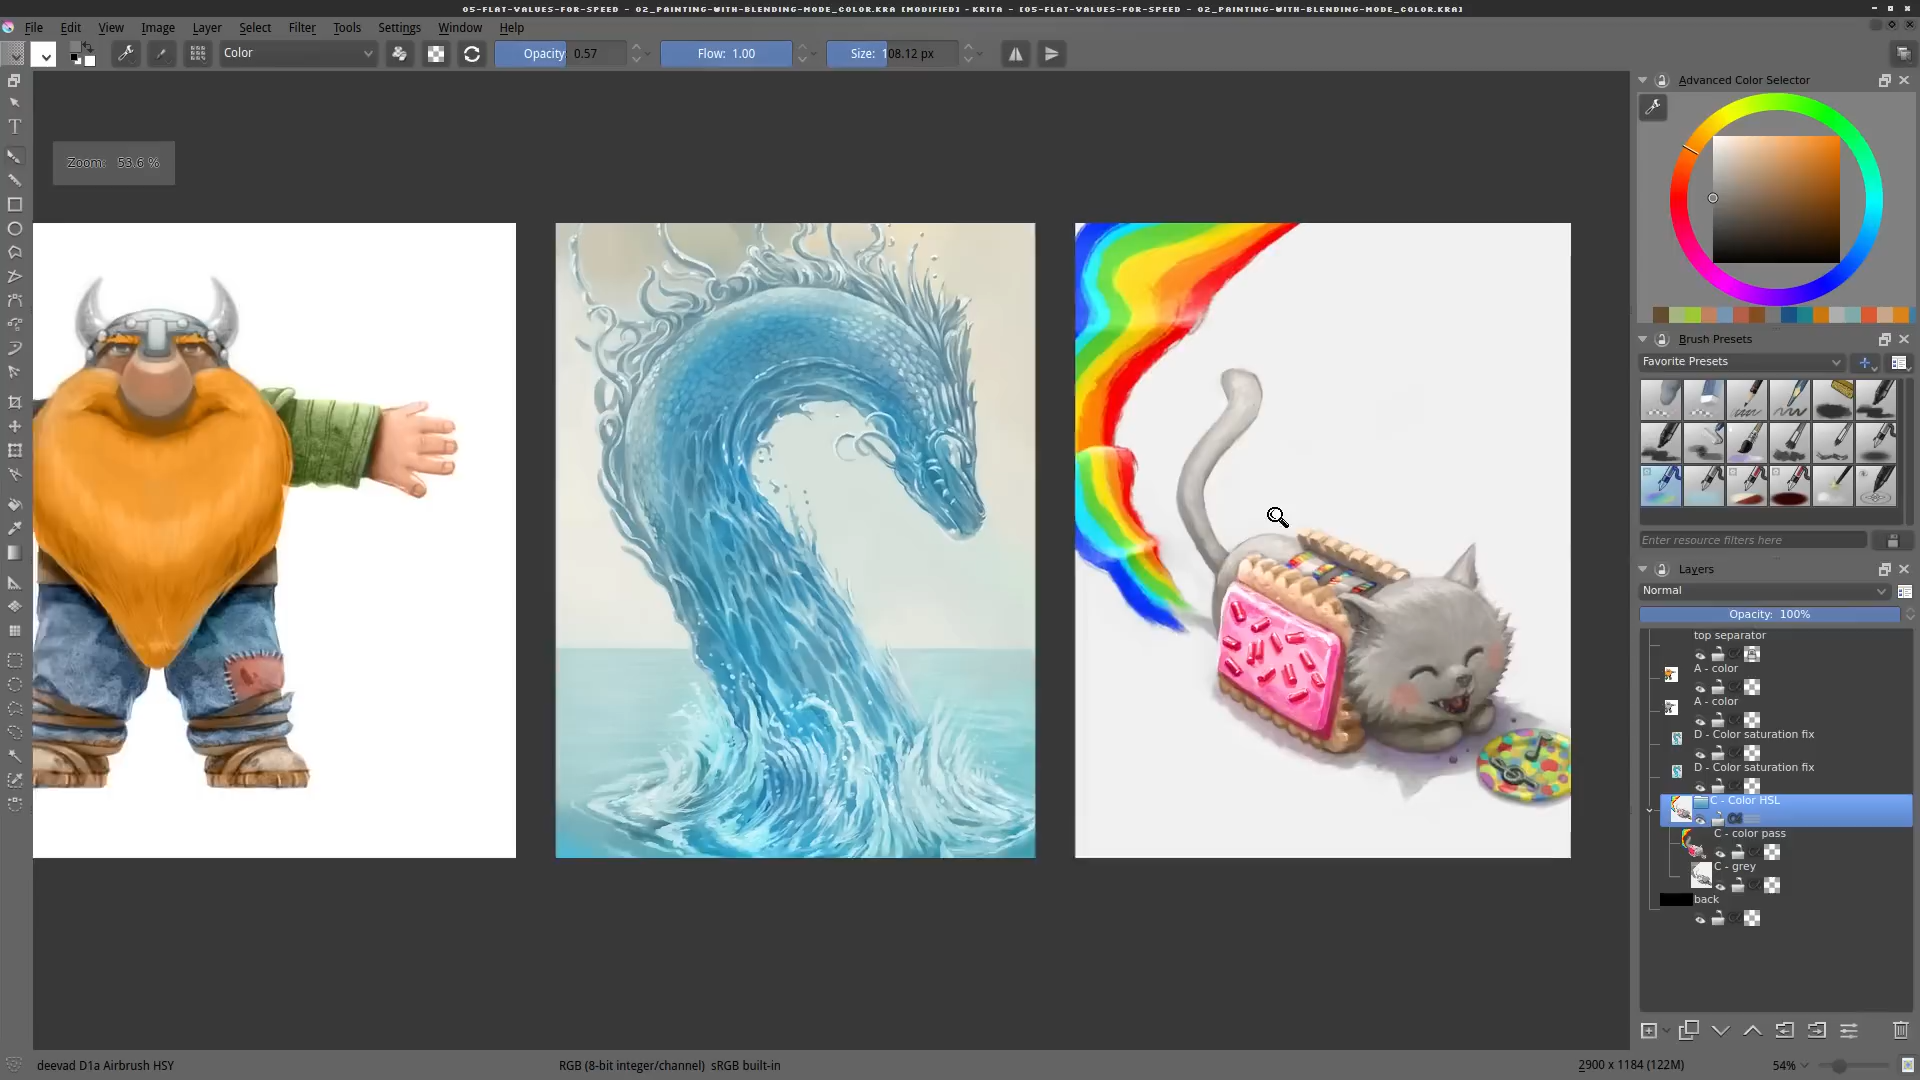 05-FLAT-VALUES-FOR-SPEED - 02_PAINTING-WITH-BLENDING-MODE_COLOR.KRA [MODIFIED] - KRITA - [05-FLAT-VALUES-FOR-SPEED - 02_PAINTING-WITH-BLENDING-MODE_COLOR.KRA]
File Edit View Image Layer Select Filter Tools Settings Window Help
Color Opacity 0.57 Flow: 1.00 Size: 108.12 px
Advanced Color Selector
Zoom: 53.6 %
Brush Presets
Favorite Presets
Enter resource filters here
Layers
Normal
Opacity: 100%
top separator
A - color
A - color
D - Color saturation fix
D - Color saturation fix
C - Color HSL
C - color pass
C - grey
back
deevad D1a Airbrush HSY RGB (8-bit integer/channel) sRGB built-in 2900 x 1184 (122M) 54%